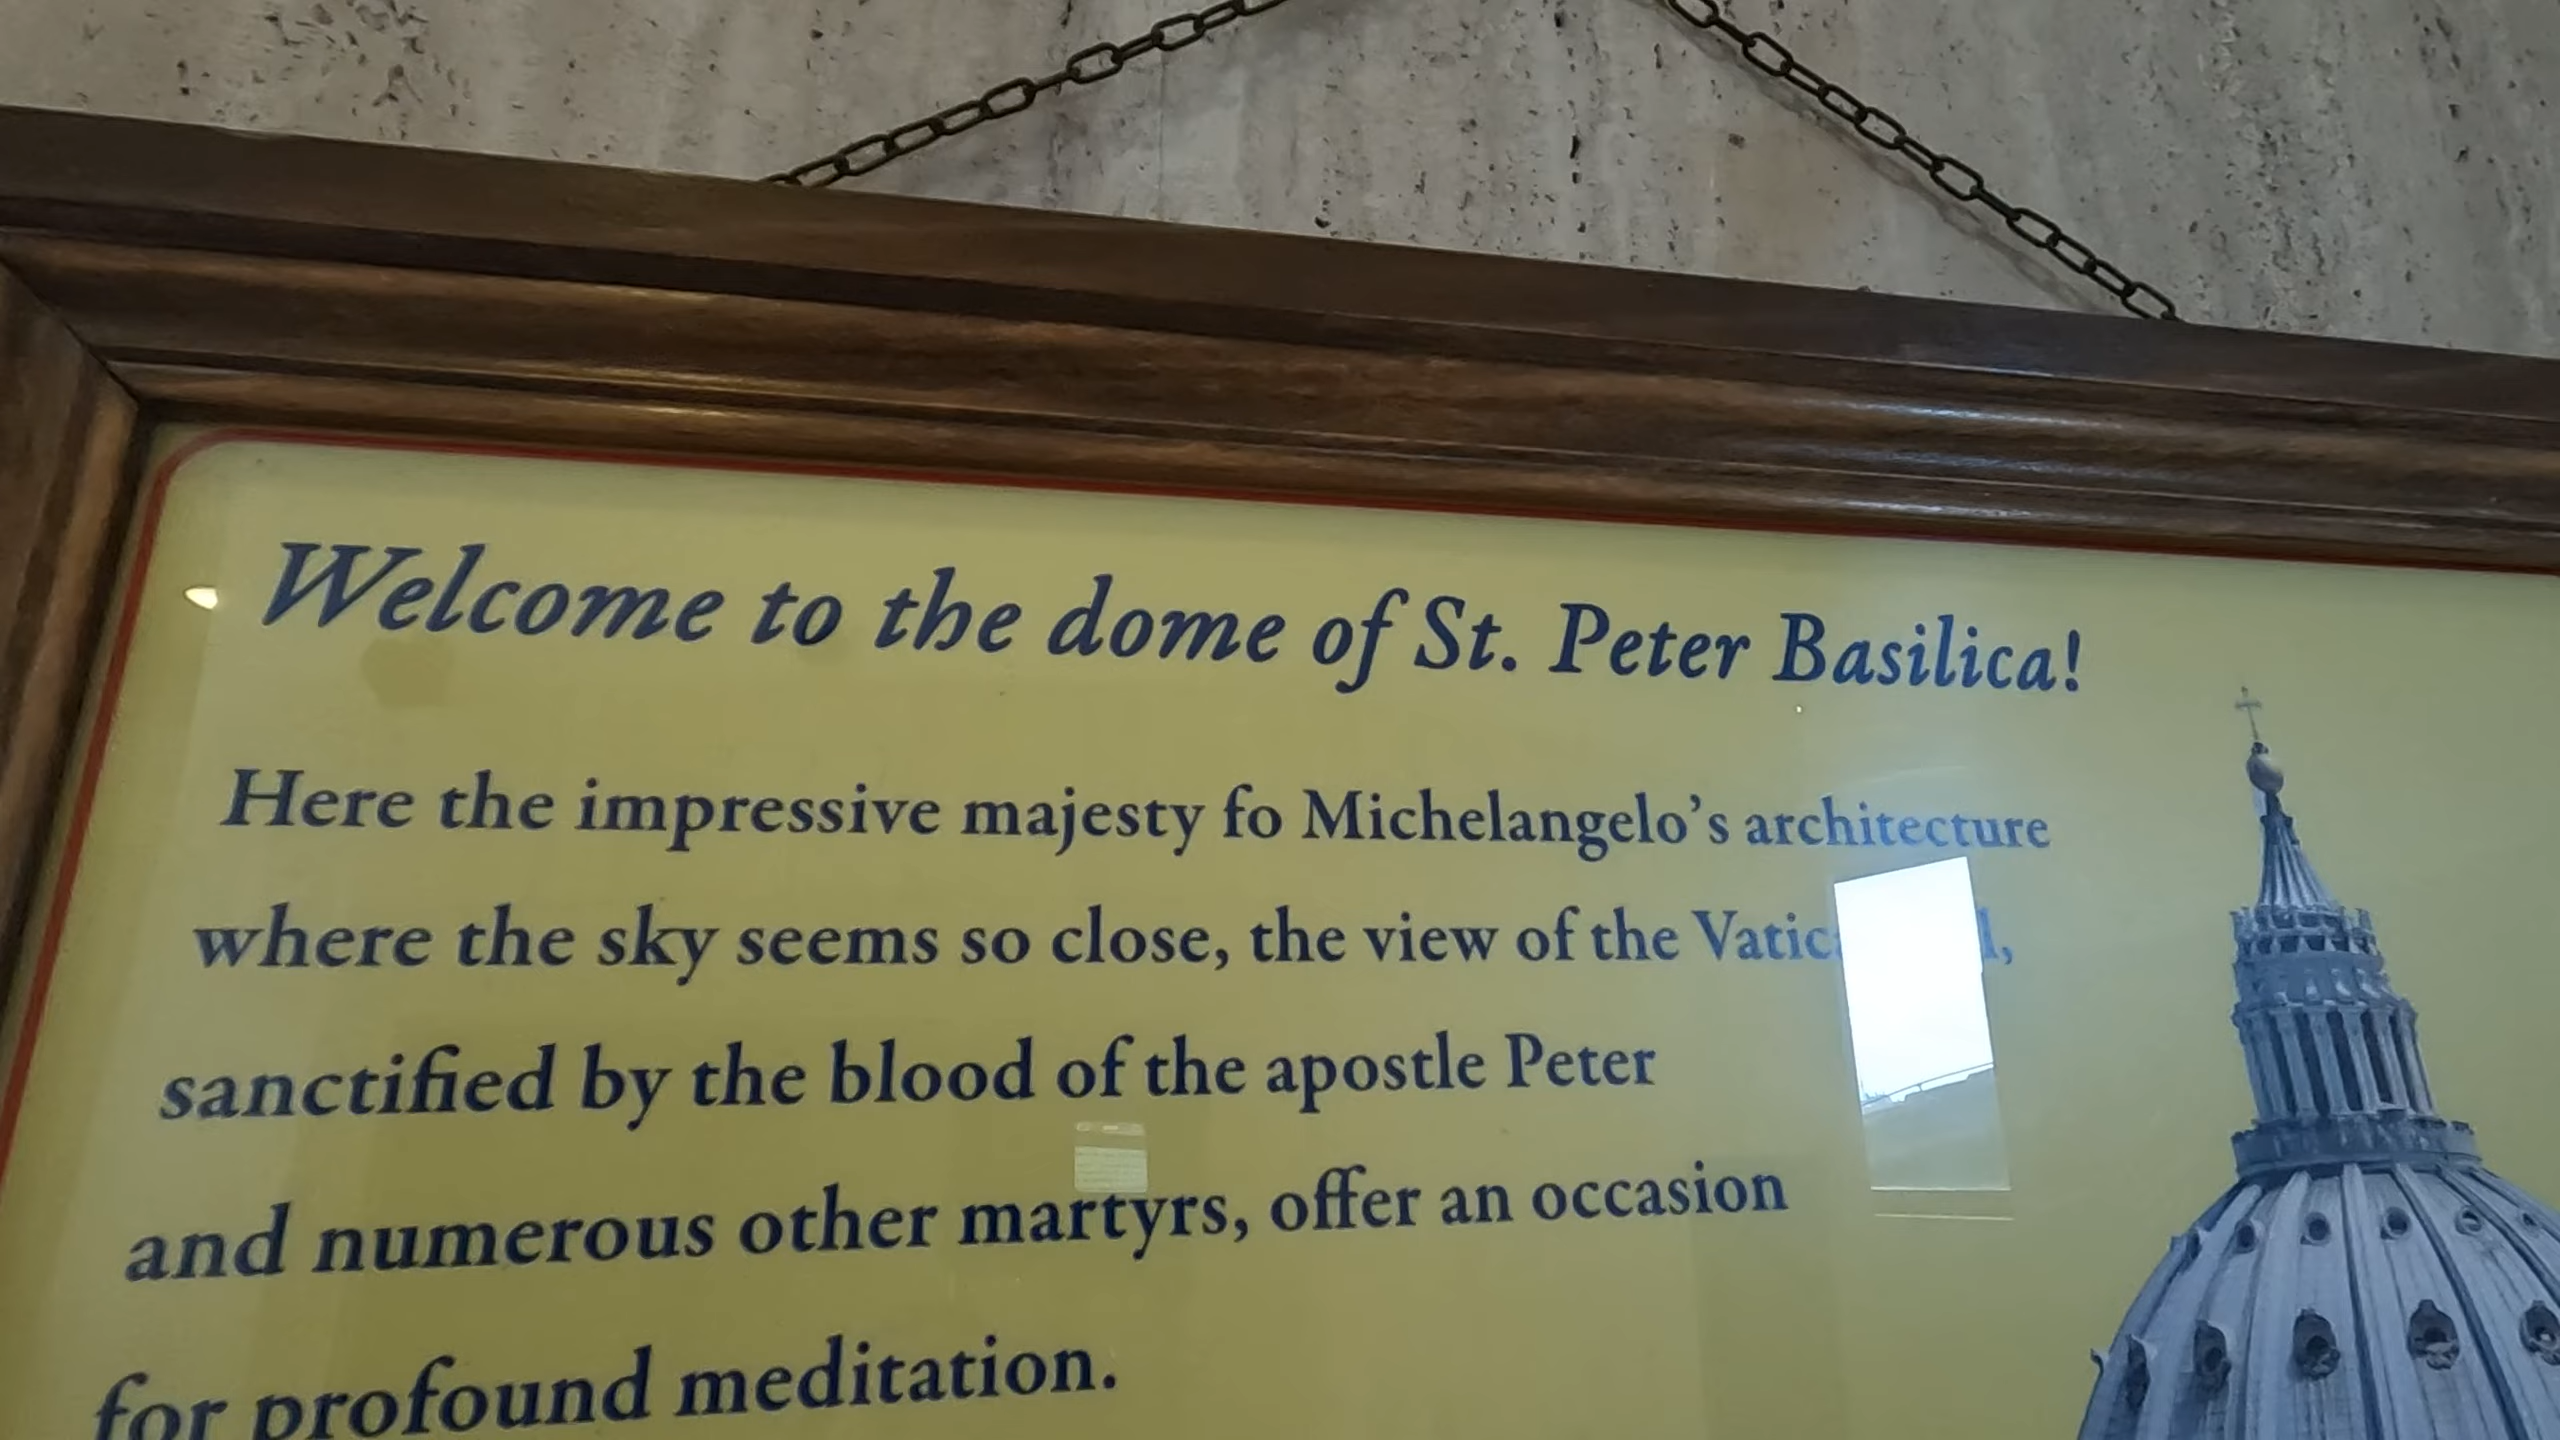 Welcome to the dome of St. Peter Basilica!
Here the impressive majesty fo Michelangelo's architecture
where the sky seems so close, the view of the
sanctified by the blood of the apostle Peter
and numerous other martyrs, offer an occasion
for profound meditation.